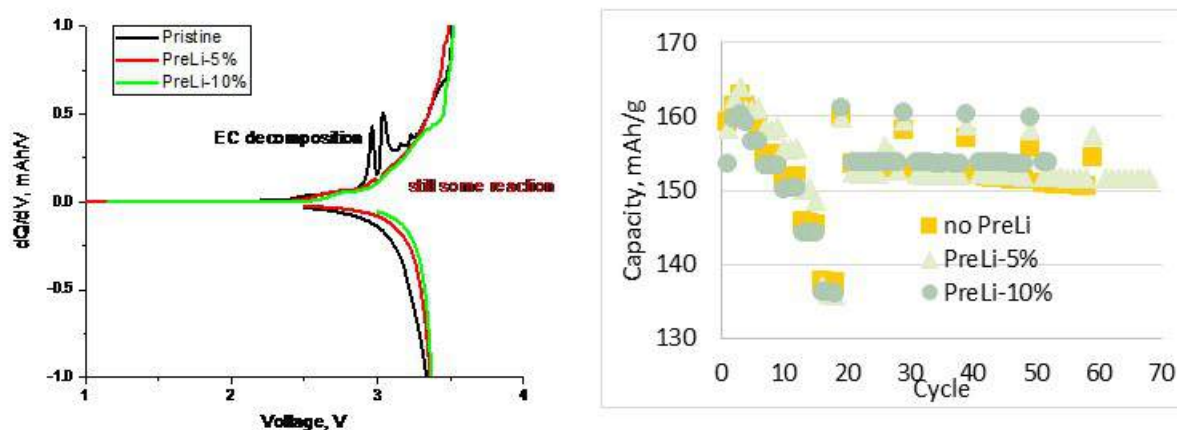 1.0
Pristine
PreLi-5%
PreLi-10%
0.5
EC decomposition
still some reaction
0.0
-0.5
-1.0
1 2 3 4
dQ/dV, mAh/V
Voltage, V
170
160
150
140
130
no PreLi
PreLi-5%
PreLi-10%
0 10 20 30 40 50 60 70
Capacity, mAh/g
Cycle